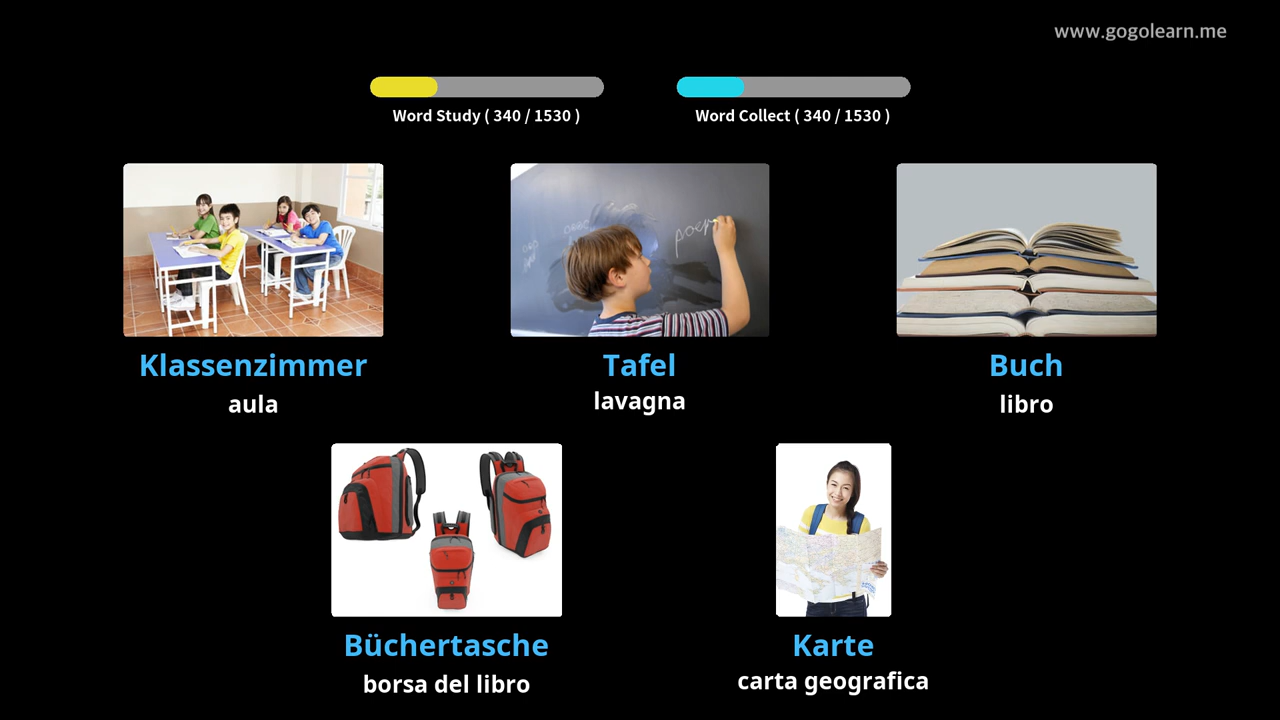 www.gogolearn.me
Word Study ( 340 / 1530 )
Word Collect ( 340 / 1530 )
poer
Klassenzimmer
aula
Tafel
lavagna
Buch
libro
Büchertasche
borsa del libro
Karte
carta geografica